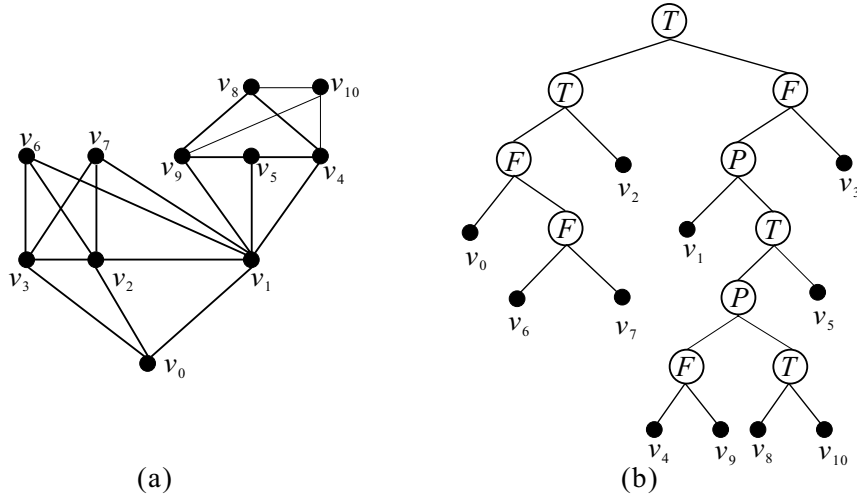 T
v8 v10
T F
v6 v7
v9 v5 v4
F P
v2 v3
v0 F v1 T
v3 v2 v1
P v5
v6 v7
v0
F T
v4 v9 v8 v10
(a) (b)